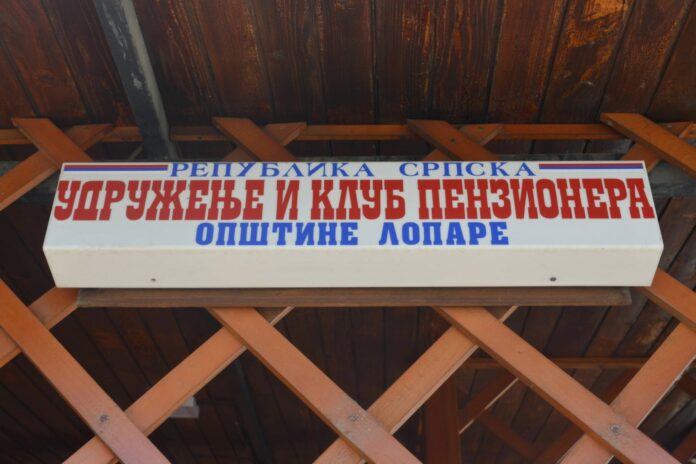 РЕПУБЛИКА СРПСКА
УДРУЖЕЊЕ И КЛУБ ПЕНЗИОНЕРА
ОПШТИНЕ ЛОПАРЕ